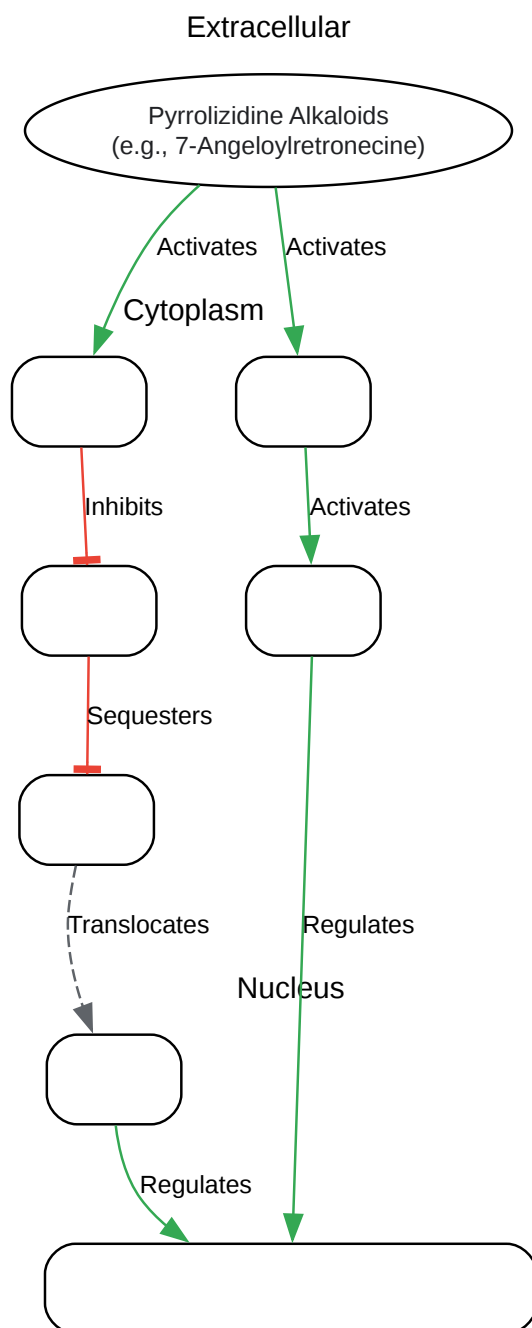 Extracellular
Pyrrolizidine Alkaloids
(e.g., 7-Angeloylretronecine)
Activates
Activates
Cytoplasm
Inhibits
Activates
Sequesters
Translocates
Regulates
Nucleus
Regulates